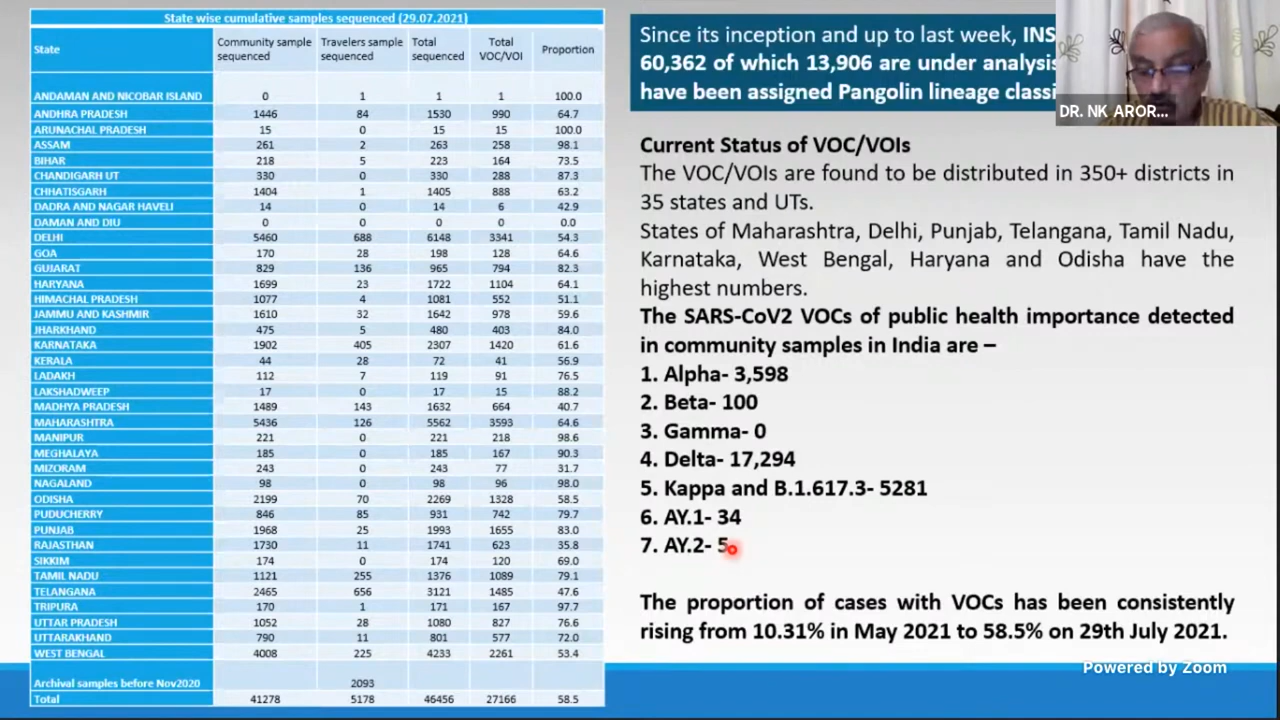 State wise cumulative samples sequenced (29.07.2021)
State Community sample sequenced Travelers sample sequenced Total sequenced Total VOC/VOI Proportion
ANDAMAN AND NICOBAR ISLAND 0 1 1 1 100.0
ANDHRA PRADESH 1446 84 1530 990 64.7
ARUNACHAL PRADESH 15 0 15 15 100.0
ASSAM 261 2 263 258 98.1
BIHAR 218 5 223 164 73.5
CHANDIGARH UT 330 0 330 288 87.3
CHHATISGARH 1404 1 1405 888 63.2
DADRA AND NAGAR HAVELI 14 0 14 6 42.9
DAMAN AND DIU 0 0 0 0 0.0
DELHI 5460 688 6148 3341 54.3
GOA 170 28 198 128 64.6
GUJARAT 829 136 965 794 82.3
HARYANA 1699 23 1722 1104 64.1
HIMACHAL PRADESH 1077 4 1081 552 51.1
JAMMU AND KASHMIR 1610 32 1642 978 59.6
JHARKHAND 475 5 480 403 84.0
KARNATAKA 1902 405 2307 1420 61.6
KERALA 44 28 72 41 56.9
LADAKH 112 7 119 91 76.5
LAKSHADWEEP 17 0 17 15 88.2
MADHYA PRADESH 1489 143 1632 664 40.7
MAHARASHTRA 5436 126 5562 3593 64.6
MANIPUR 221 0 221 218 98.6
MEGHALAYA 185 0 185 167 90.3
MIZORAM 243 0 243 77 31.7
NAGALAND 98 0 98 96 98.0
ODISHA 2199 70 2269 1328 58.5
PUDUCHERRY 846 85 931 742 79.7
PUNJAB 1968 25 1993 1655 83.0
RAJASTHAN 1730 11 1741 623 35.8
SIKKIM 174 0 174 120 69.0
TAMIL NADU 1121 255 1376 1089 79.1
TELANGANA 2465 656 3121 1485 47.6
TRIPURA 170 1 171 167 97.7
UTTAR PRADESH 1052 28 1080 827 76.6
UTTARAKHAND 790 11 801 577 72.0
WEST BENGAL 4008 225 4233 2261 53.4
Archival samples before Nov2020 2093
Total 41278 5178 46456 27166 58.5
Since its inception and up to last week, INS
60,362 of which 13,906 are under analysis
have been assigned Pangolin lineage classi
DR. NK AROR...
Current Status of VOC/VOIs
The VOC/VOIs are found to be distributed in 350+ districts in
35 states and UTs.
States of Maharashtra, Delhi, Punjab, Telangana, Tamil Nadu,
Karnataka, West Bengal, Haryana and Odisha have the
highest numbers.
The SARS-CoV2 VOCs of public health importance detected
in community samples in India are –
1. Alpha- 3,598
2. Beta- 100
3. Gamma- 0
4. Delta- 17,294
5. Kappa and B.1.617.3- 5281
6. AY.1- 34
7. AY.2- 5
The proportion of cases with VOCs has been consistently
rising from 10.31% in May 2021 to 58.5% on 29th July 2021.
Powered by Zoom